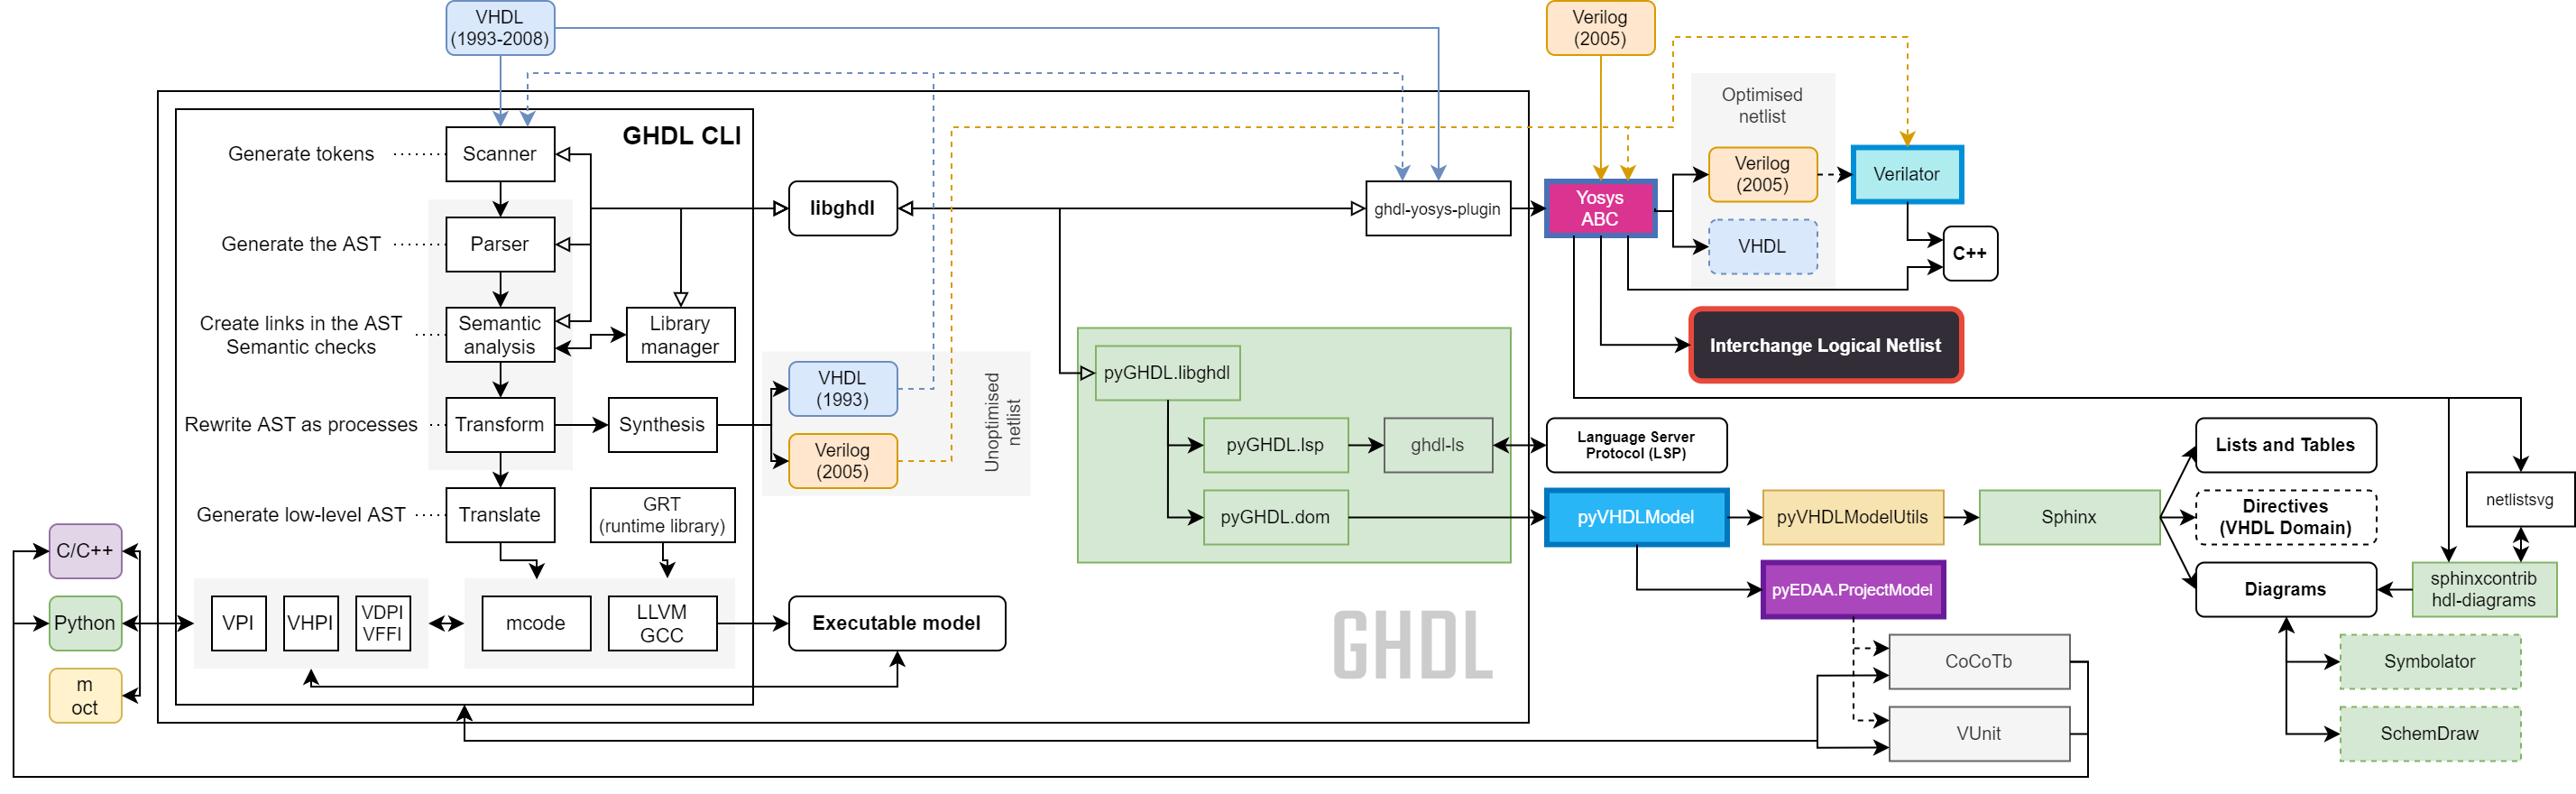 VHDL
(1993-2008)
Verilog
(2005)
GHDL CLI
Generate tokens
Scanner
Generate the AST
Parser
Create links in the AST
Semantic checks
Semantic
analysis
Library
manager
Rewrite AST as processes
Transform
Synthesis
Generate low-level AST
Translate
GRT
(runtime library)
C/C++
Python
m
oct
VPI
VHPI
VDPI
VFFI
mcode
LLVM
GCC
Executable model
libghdl
VHDL
(1993)
Verilog
(2005)
Unoptimised
netlist
ghdl-yosys-plugin
pyGHDL.libghdl
pyGHDL.lsp
ghdl-ls
pyGHDL.dom
GHDL
Yosys
ABC
Optimised
netlist
Verilog
(2005)
VHDL
Verilator
C++
Interchange Logical Netlist
Language Server
Protocol (LSP)
pyVHDLModel
pyVHDLModelUtils
Sphinx
pyEDAA.ProjectModel
CoCoTb
VUnit
Lists and Tables
Directives
(VHDL Domain)
Diagrams
netlistsvg
sphinxcontrib
hdl-diagrams
Symbolator
SchemDraw